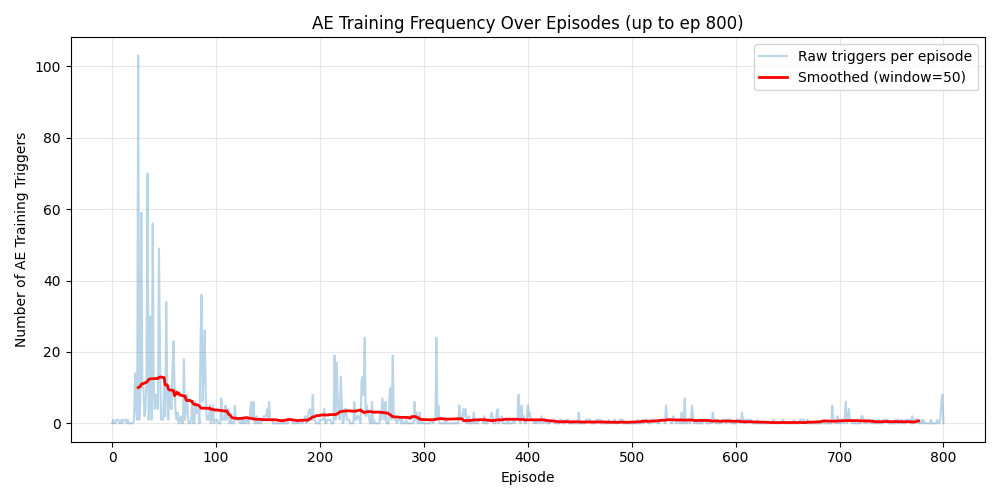 AE Training Frequency Over Episodes (up to ep 800)
Raw triggers per episode
Smoothed (window=50)
Number of AE Training Triggers
100
80
60
40
20
0
0 100 200 300 400 500 600 700 800
Episode